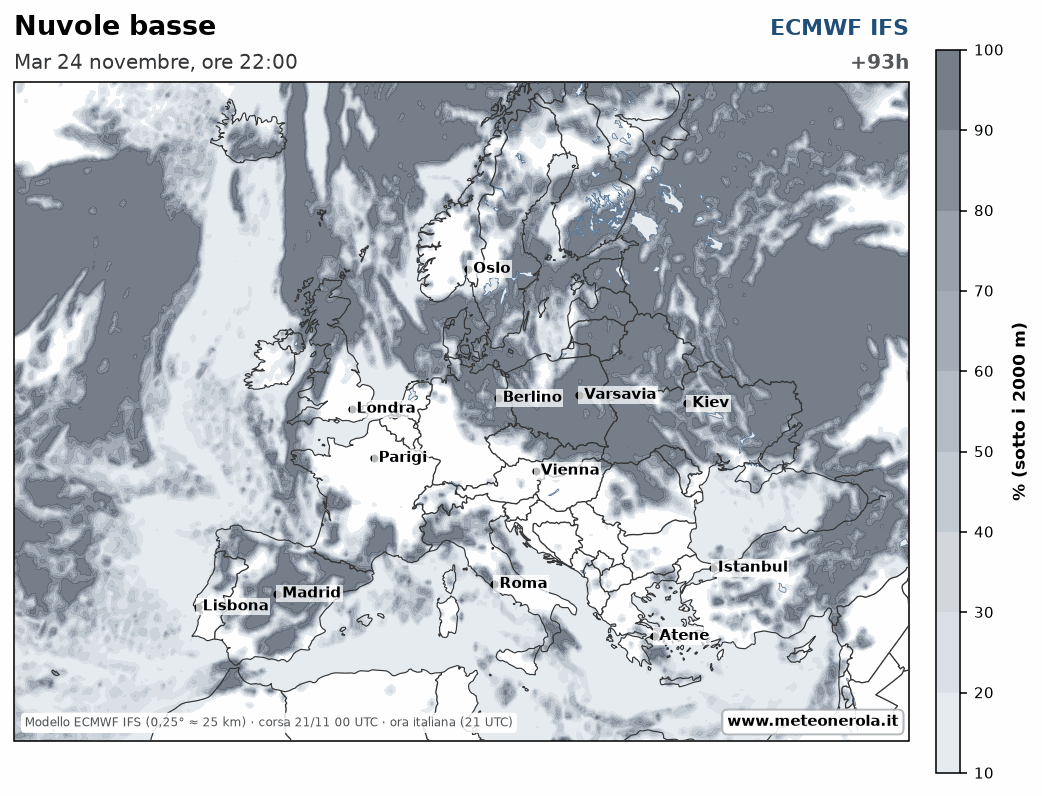 Nuvole basse
ECMWF IFS
Mar 24 novembre, ore 22:00
+93h
100
90
80
70
60
50
40
30
20
10
% (sotto i 2000 m)
Oslo
Berlino
Varsavia
Kiev
Londra
Parigi
Vienna
Istanbul
Roma
Madrid
Lisbona
Atene
Modello ECMWF IFS (0,25° ≈ 25 km) · corsa 21/11 00 UTC · ora italiana (21 UTC)
www.meteonerola.it